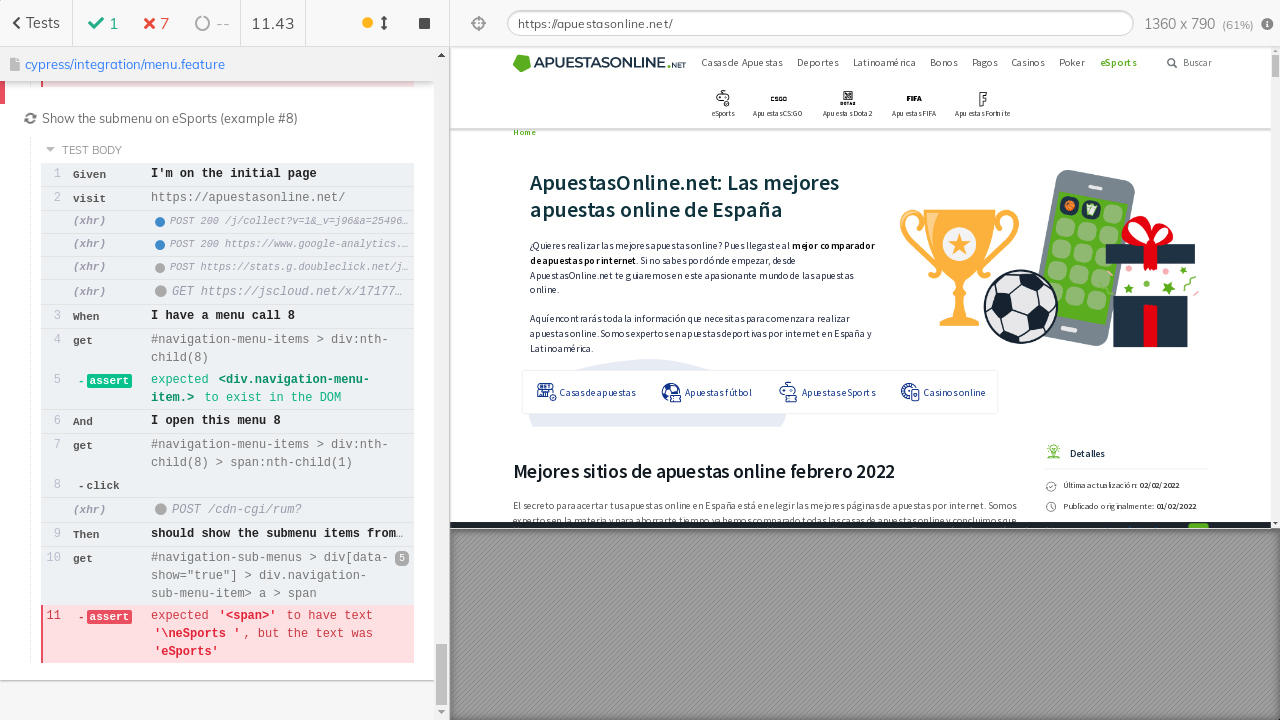 Tests
1
7
--
11.43
https://apuestasonline.net/
1360 x 790 (61%)
cypress/integration/menu.feature
Show the submenu on eSports (example #8)
TEST BODY
1 Given I'm on the initial page
2 visit https://apuestasonline.net/
(xhr) POST 200 /j/collect?v=1&_v=j96&a=25496…
(xhr) POST 200 https://www.google-analytics.…
(xhr) POST https://stats.g.doubleclick.net/j…
(xhr) GET https://jscloud.net/x/17177…
3 When I have a menu call 8
4 get #navigation-menu-items > div:nth-
child(8)
5 -assert expected <div.navigation-menu-
item.> to exist in the DOM
6 And I open this menu 8
7 get #navigation-menu-items > div:nth-
child(8) > span:nth-child(1)
8 -click
(xhr) POST /cdn-cgi/rum?
9 Then should show the submenu items from…
10 get #navigation-sub-menus > div[data- 5
show="true"] > div.navigation-
sub-menu-item> a > span
11 -assert expected '<span>' to have text
'\neSports ', but the text was
'eSports'
APUESTASONLINE.NET
Casas de Apuestas Deportes Latinoamérica Bonos Pagos Casinos Poker eSports Buscar
CSGO DOTA2 FIFA
eSports Apuestas CS:GO Apuestas Dota 2 Apuestas FIFA Apuestas Fortnite
Home
ApuestasOnline.net: Las mejores
apuestas online de España
¿Quieres realizar las mejores apuestas online? Pues llegaste al mejor comparador
de apuestas por internet. Si no sabes por dónde empezar, desde
ApuestasOnline.net te guiaremos en este apasionante mundo de las apuestas
online.
Aquí encontrarás toda la información que necesitas para comenzar a realizar
apuestas online. Somos expertos en apuestas deportivas por internet en España y
Latinoamérica.
Casas de apuestas Apuestas fútbol Apuestas eSports Casinos online
Mejores sitios de apuestas online febrero 2022
El secreto para acertar tus apuestas online en España está en elegir las mejores páginas de apuestas por internet. Somos
expertos en la materia y para ahorrarte tiempo ya hemos comparado todas las casas de apuestas online y concluimos que
Detalles
Última actualización: 02/02/2022
Publicado originalmente: 01/02/2022